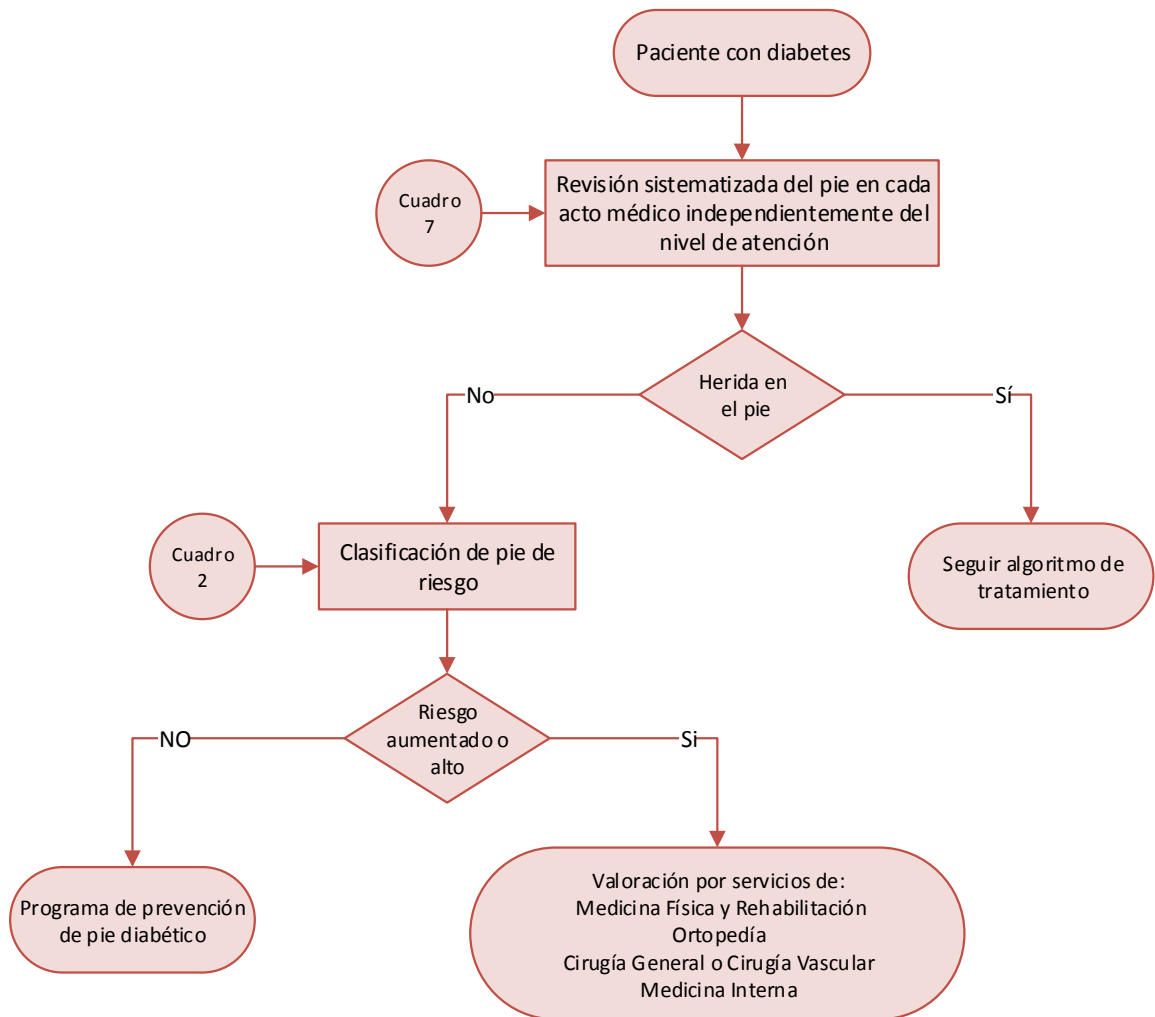 Paciente con diabetes
Cuadro
7
Revisión sistematizada del pie en cada
acto médico independientemente del
nivel de atención
Herida en
el pie
No
Sí
Cuadro
2
Clasificación de pie de
riesgo
Seguir algoritmo de
tratamiento
Riesgo
aumentado o
alto
NO
Si
Programa de prevención
de pie diabético
Valoración por servicios de:
Medicina Física y Rehabilitación
Ortopedía
Cirugía General o Cirugía Vascular
Medicina Interna